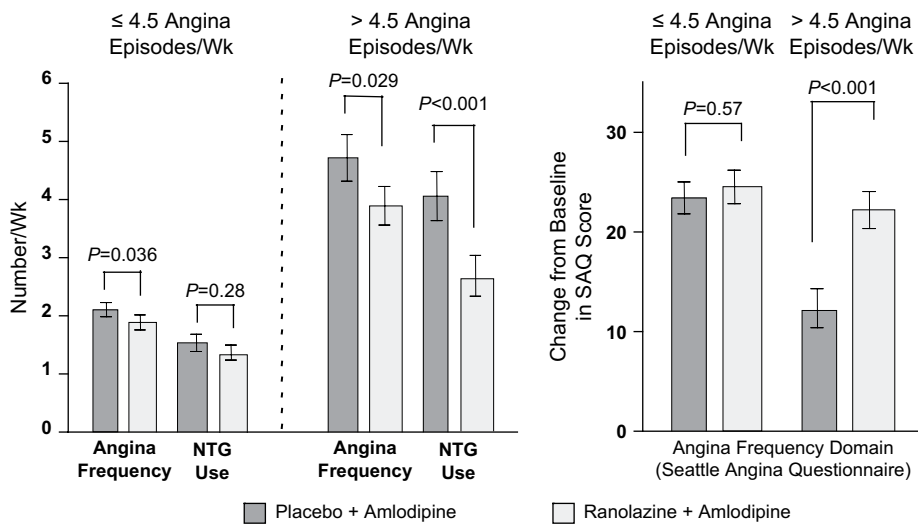 ≤ 4.5 Angina
Episodes/Wk
> 4.5 Angina
Episodes/Wk
Number/Wk
6
5
4
3
2
1
0
P=0.036
P=0.28
P=0.029
P<0.001
Angina
Frequency
NTG
Use
Angina
Frequency
NTG
Use
≤ 4.5 Angina
Episodes/Wk
> 4.5 Angina
Episodes/Wk
Change from Baseline
in SAQ Score
30
20
10
0
P=0.57
P<0.001
Angina Frequency Domain
(Seattle Angina Questionnaire)
Placebo + Amlodipine
Ranolazine + Amlodipine